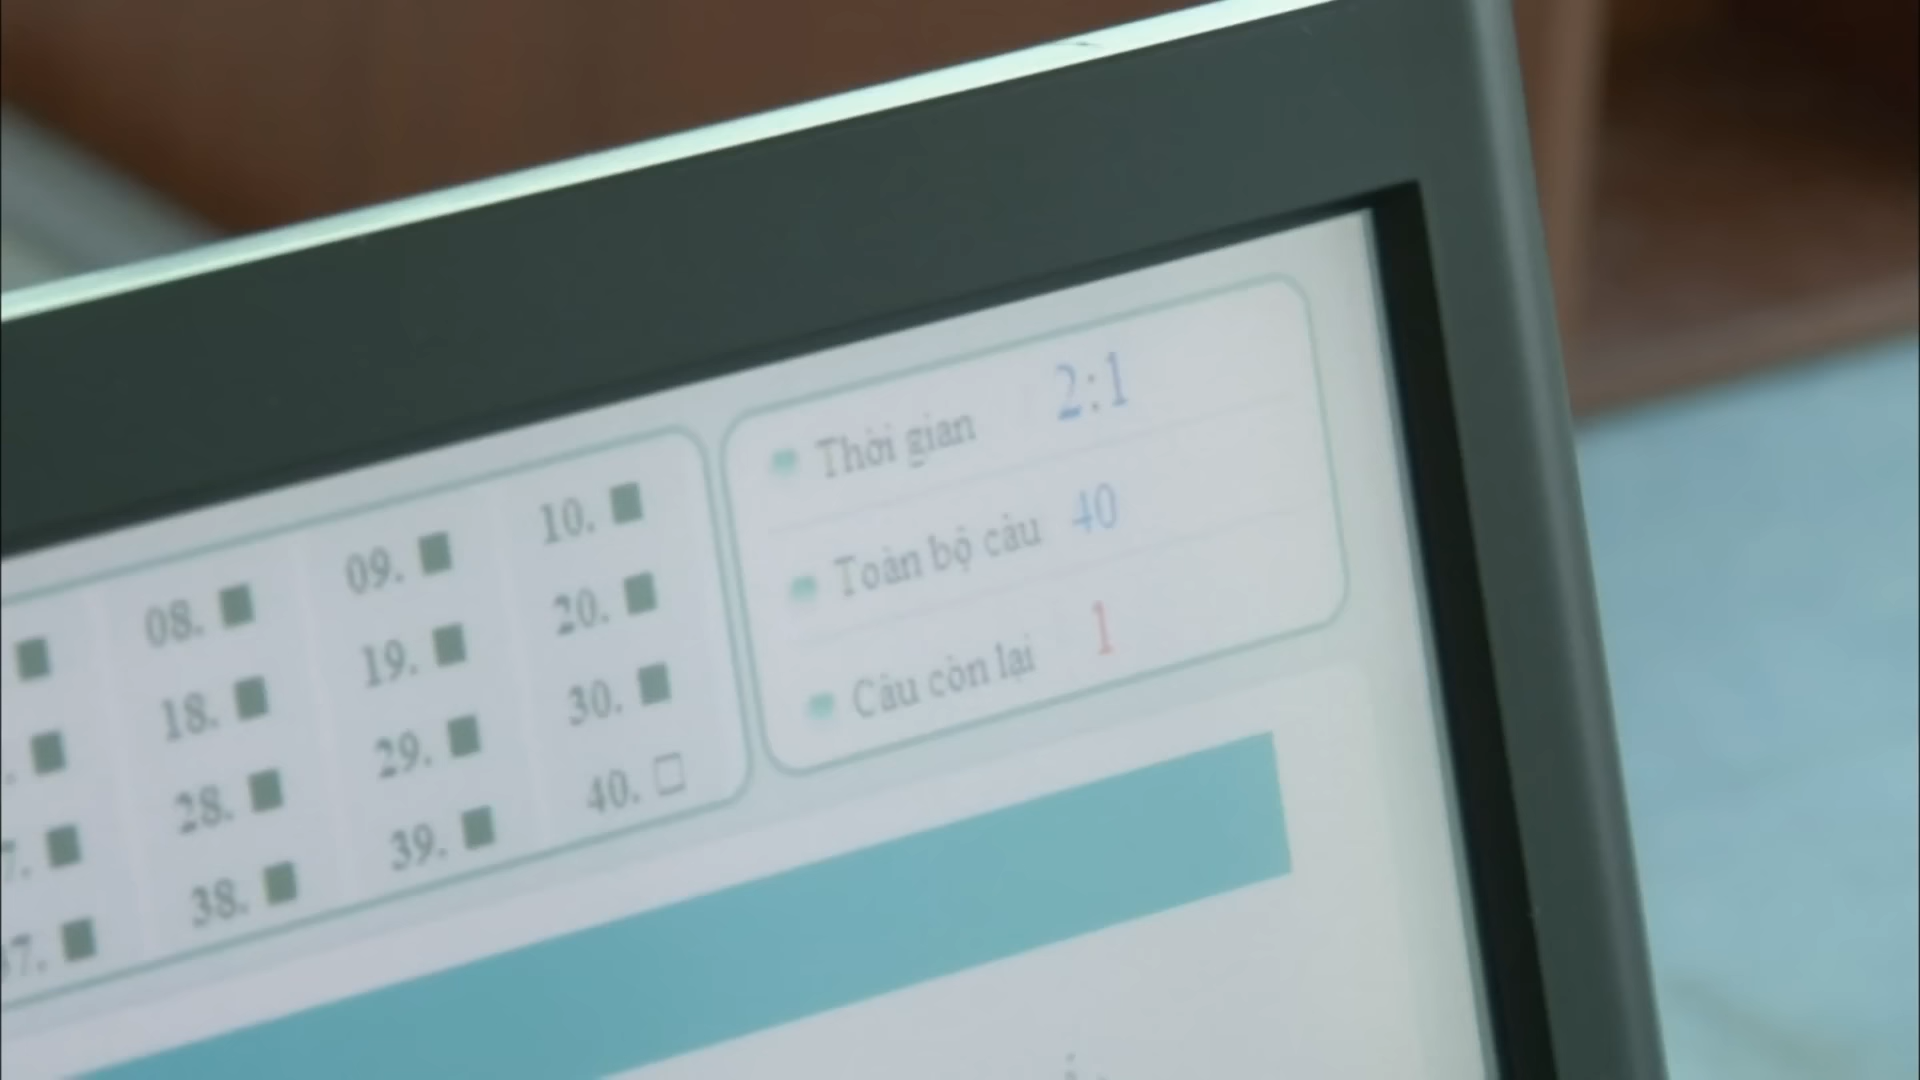 08. 09. 10.
18. 19. 20.
28. 29. 30.
38. 39. 40.
Thời gian 2:1
Toàn bộ câu 40
Câu còn lại 1